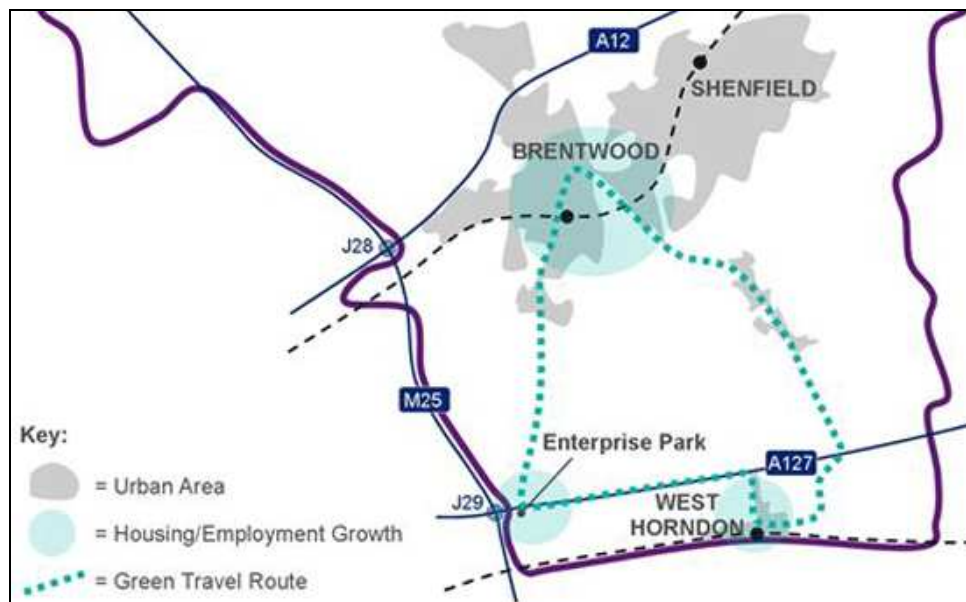 A12
SHENFIELD
BRENTWOOD
J28
M25
Key:
= Urban Area
= Housing/Employment Growth
= Green Travel Route
Enterprise Park
A127
J29
WEST
HORNDON